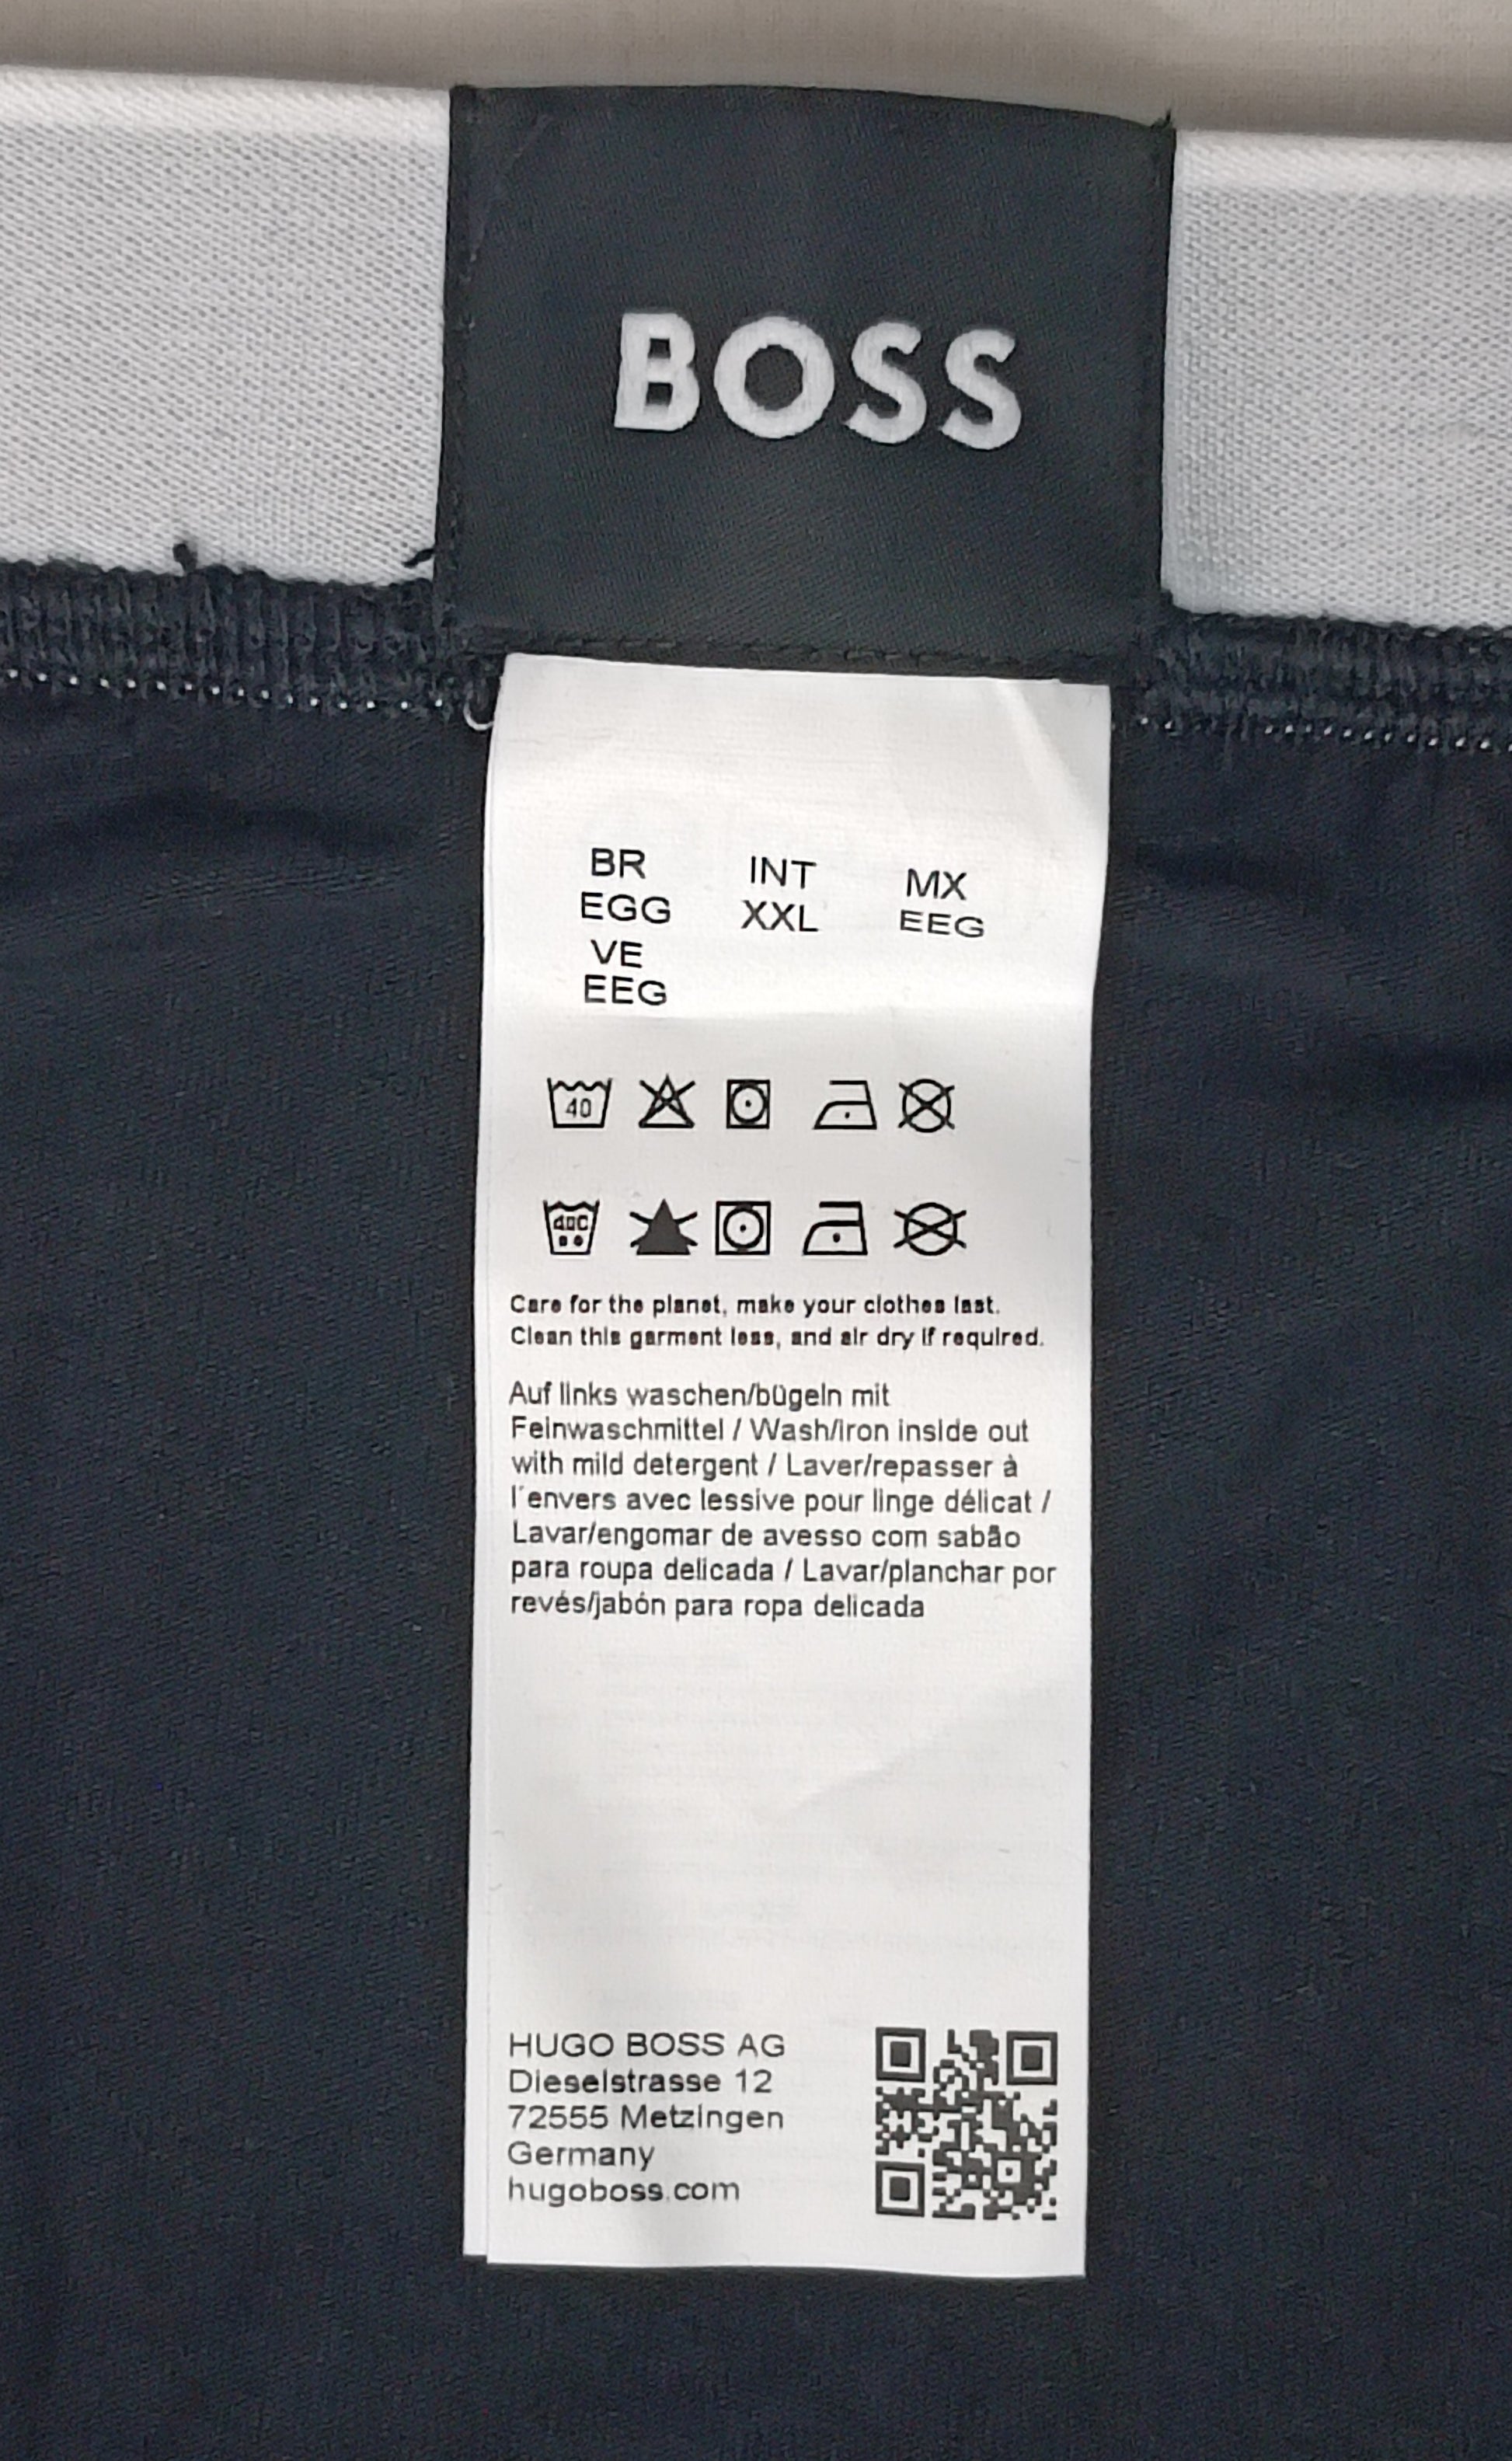 BOSS
BR INT MX
EGG XXL EEG
VE
EEG
40
40C
Care for the planet, make your clothes last.
Clean this garment less, and air dry if required.
Auf links waschen/bügeln mit
Feinwaschmittel / Wash/iron inside out
with mild detergent / Laver/repasser à
l´envers avec lessive pour linge délicat /
Lavar/engomar de avesso com sabão
para roupa delicada / Lavar/planchar por
revés/jabón para ropa delicada
HUGO BOSS AG
Dieselstrasse 12
72555 Metzingen
Germany
hugoboss.com